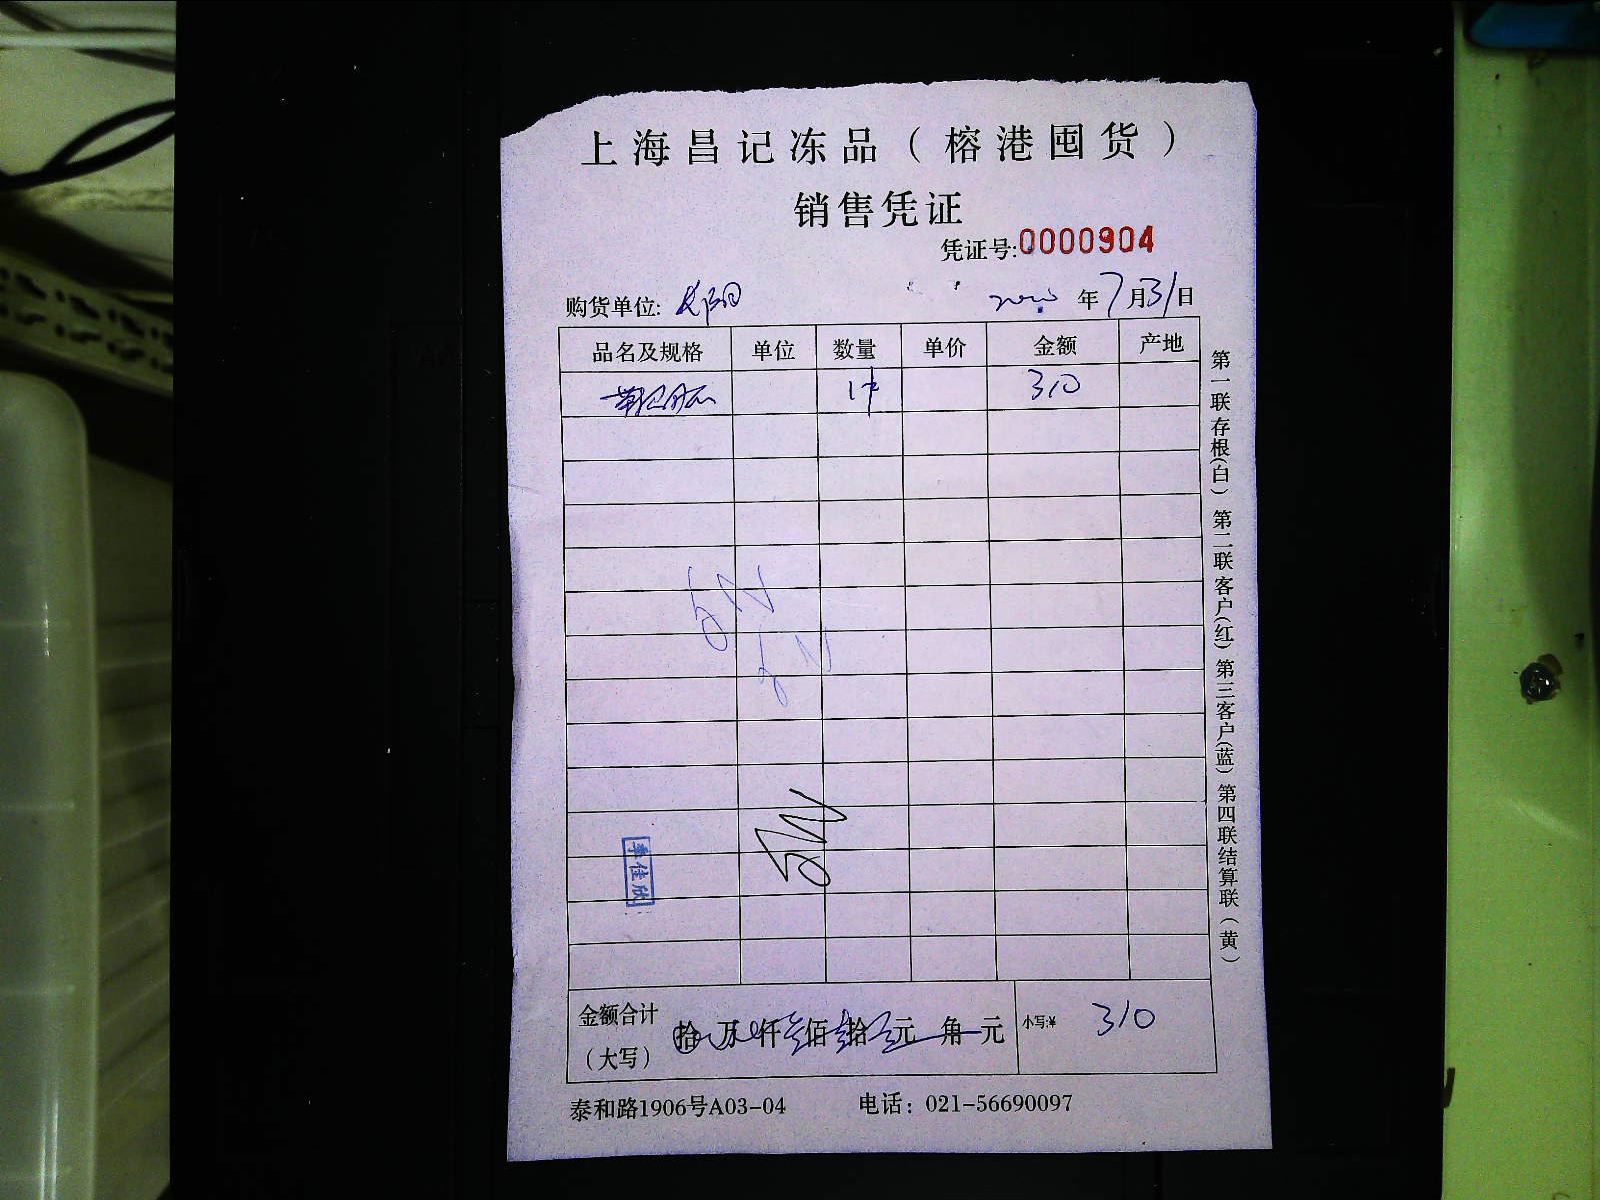 上海昌记冻品（榕港囤货）
销售凭证
凭证号:0000904
购货单位: 年7月31日
品名及规格 单位 数量 单价 金额 产地
1件 310
第一联存根(白) 第二联客户(红) 第三客户(蓝) 第四联结算联(黄)
季佳欣
金额合计（大写） 拾 万 仟 佰 拾 元 角 元 小写:¥ 310
泰和路1906号A03-04 电话：021-56690097